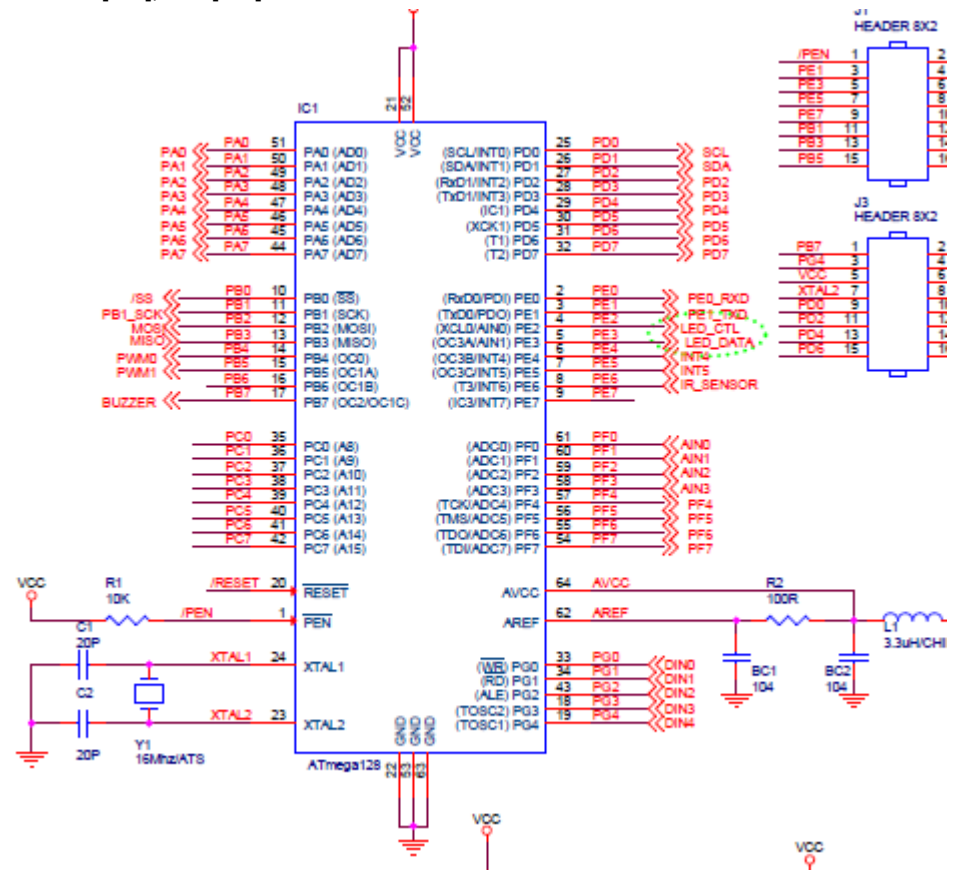 J1
HEADER 8X2
/PEN 1 2
PE1 3 4
PE3 5 6
PE5 7 8
PE7 9
PB1 11
PB3 13
PB5 15
J3
HEADER 8X2
PB7 1 2
PG4 3 4
VCC 5 6
XTAL2 7 8
PD0 9
PD2 11
PD4 13
PD6 15
IC1
21 52
VCC VCC
PA0 PA0 51 PA0 (AD0)
PA1 PA1 50 PA1 (AD1)
PA2 PA2 49 PA2 (AD2)
PA3 PA3 48 PA3 (AD3)
PA4 PA4 47 PA4 (AD4)
PA5 PA5 46 PA5 (AD5)
PA6 PA6 45 PA6 (AD6)
PA7 PA7 44 PA7 (AD7)
(SCL/INT0) PD0 25 PD0 SCL
(SDA/INT1) PD1 26 PD1 SDA
(RxD1/INT2) PD2 27 PD2 PD2
(TxD1/INT3) PD3 28 PD3 PD3
(IC1) PD4 29 PD4 PD4
(XCK1) PD5 30 PD5 PD5
(T1) PD6 31 PD6 PD6
(T2) PD7 32 PD7 PD7
/SS PB0 10 PB0 (SS)
PB1_SCK PB1 11 PB1 (SCK)
MOSI PB2 12 PB2 (MOSI)
MISO PB3 13 PB3 (MISO)
PWM0 PB4 14 PB4 (OC0)
PWM1 PB5 15 PB5 (OC1A)
PB6 16 PB6 (OC1B)
BUZZER PB7 17 PB7 (OC2/OC1C)
(RxD0/PDI) PE0 2 PE0 PE0_RXD
(TxD0/PDO) PE1 3 PE1 PE1_TXD
(XCL0/AIN0) PE2 4 PE2 LED_CTL
(OC3A/AIN1) PE3 5 PE3 LED_DATA
(OC3B/INT4) PE4 6 PE4 INT4
(OC3C/INT5) PE5 7 PE5 INT5
(T3/INT6) PE6 8 PE6 IR_SENSOR
(IC3/INT7) PE7 9 PE7
PC0 35 PC0 (A8)
PC1 36 PC1 (A9)
PC2 37 PC2 (A10)
PC3 38 PC3 (A11)
PC4 39 PC4 (A12)
PC5 40 PC5 (A13)
PC6 41 PC6 (A14)
PC7 42 PC7 (A15)
(ADC0) PF0 61 PF0 AIN0
(ADC1) PF1 60 PF1 AIN1
(ADC2) PF2 59 PF2 AIN2
(ADC3) PF3 58 PF3 AIN3
(TCK/ADC4) PF4 57 PF4 PF4
(TMS/ADC5) PF5 56 PF5 PF5
(TDO/ADC6) PF6 55 PF6 PF6
(TDI/ADC7) PF7 54 PF7 PF7
VCC
R1
10K
/RESET 20 RESET
/PEN 1 PEN
AVCC 64 AVCC
AREF 62 AREF
R2
100R
L1
3.3uH/CHI
BC1
104
BC2
104
C1
20P
XTAL1 24 XTAL1
C2
20P
XTAL2 23 XTAL2
Y1
16Mhz/ATS
(WR) PG0 33 PG0 DIN0
(RD) PG1 34 PG1 DIN1
(ALE) PG2 43 PG2 DIN2
(TOSC2) PG3 18 PG3 DIN3
(TOSC1) PG4 19 PG4 DIN4
GND GND GND
ATmega128
22 53 63
VCC
VCC